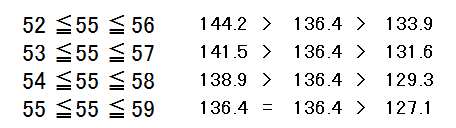 52 ≦55 ≦ 56 144.2 > 136.4 > 133.9
53 ≦55 ≦ 57 141.5 > 136.4 > 131.6
54 ≦55 ≦ 58 138.9 > 136.4 > 129.3
55 ≦55 ≦ 59 136.4 = 136.4 > 127.1